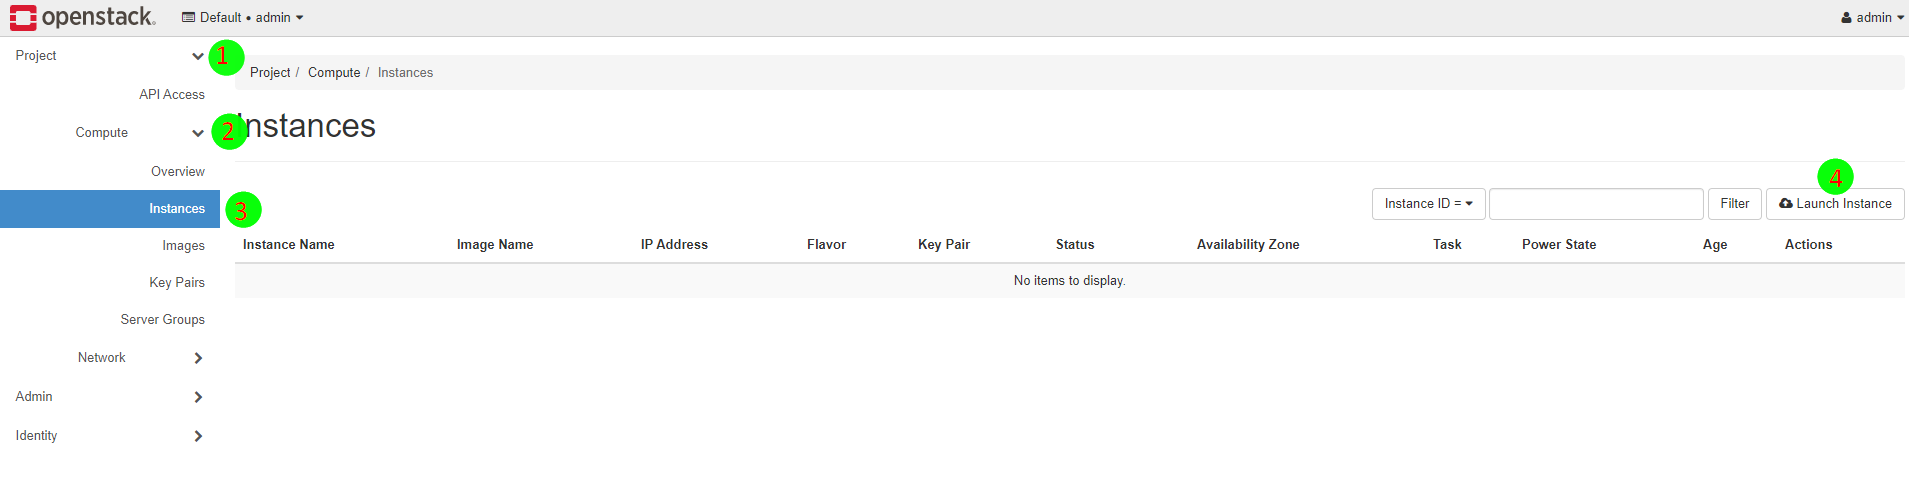 openstack. Default • admin admin
Project 1
Project / Compute / Instances
API Access
Compute 2
Instances
Overview
Instances 3
4
Instance ID = Filter Launch Instance
Images
Key Pairs
Server Groups
Network
Admin
Identity
Instance Name Image Name IP Address Flavor Key Pair Status Availability Zone Task Power State Age Actions
No items to display.